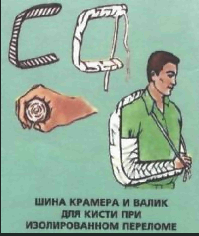 ШИНА КРАМЕРА И ВАЛИК
ДЛЯ КИСТИ ПРИ
ИЗОЛИРОВАННОМ ПЕРЕЛОМЕ